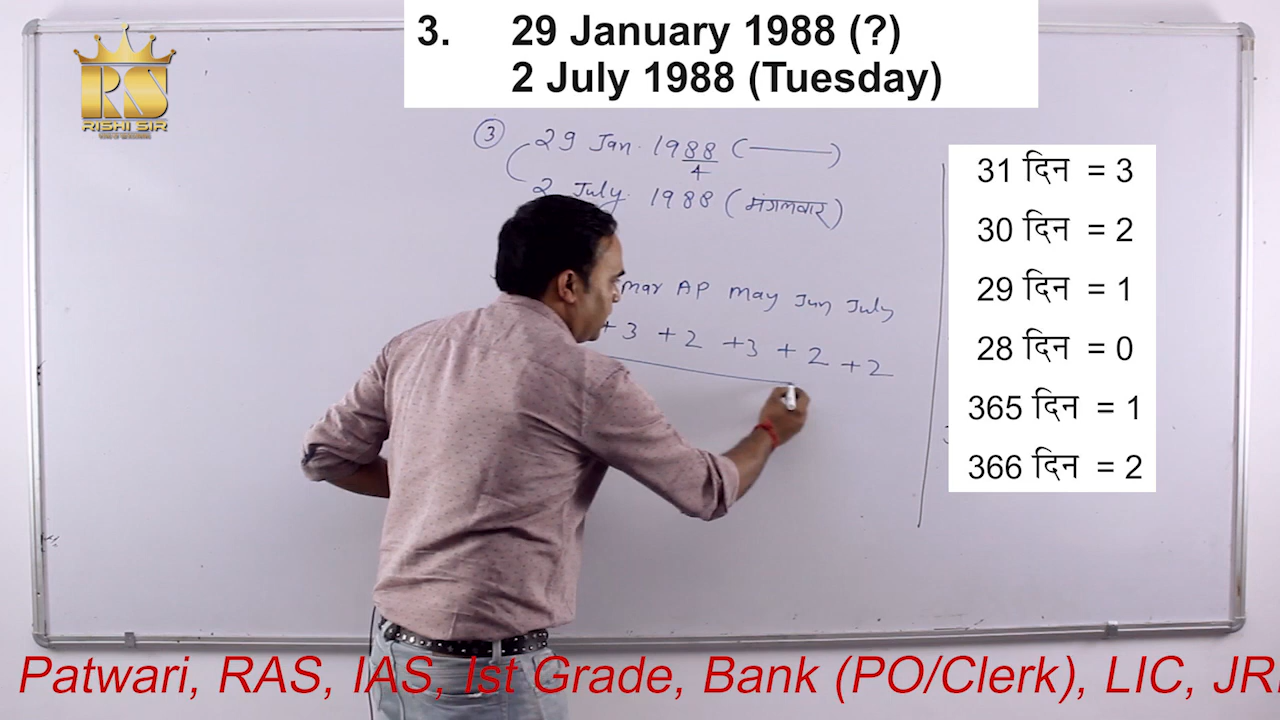 3. 29 January 1988 (?)
2 July 1988 (Tuesday)
RS
RISHI SIR
③ 29 Jan. 1988 (———)
4
2 July. 1988 (मंगलवार)
mar AP may Jun July
+3 +2 +3 +2 +2
31 दिन = 3
30 दिन = 2
29 दिन = 1
28 दिन = 0
365 दिन = 1
366 दिन = 2
Patwari, RAS, IAS, Ist Grade, Bank (PO/Clerk), LIC,